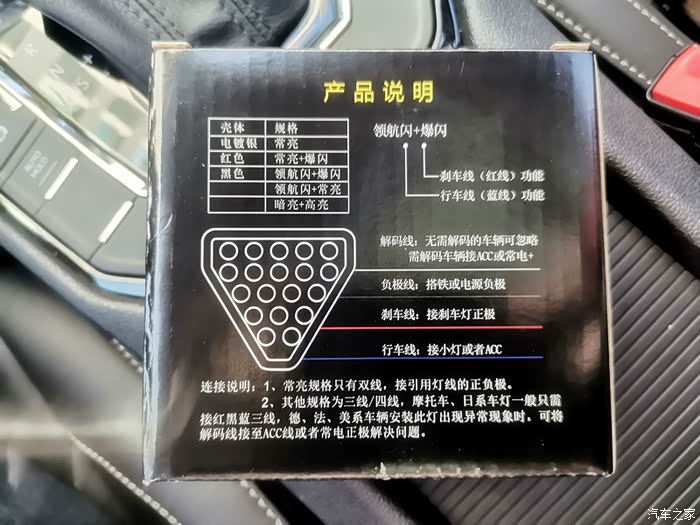 产品说明
壳体 规格
电镀银 常亮
红色 常亮+爆闪
黑色 领航闪+爆闪
领航闪+常亮
暗亮+高亮
领航闪+爆闪
刹车线（红线）功能
行车线（蓝线）功能
解码线：无需解码的车辆可忽略
需解码车辆接ACC或常电+
负极线：搭铁或电源负极
刹车线：接刹车灯正极
行车线：接小灯或者ACC
连接说明：1、常亮规格只有双线，接引用灯线的正负极。
2、其他规格为三线/四线，摩托车、日系车灯一般只需
接红黑蓝三线，德、法、美系车辆安装此灯出现异常现象时。可将
解码线接至ACC线或者常电正极解决问题。
AUTO
HOLD
R
N
S
汽车之家